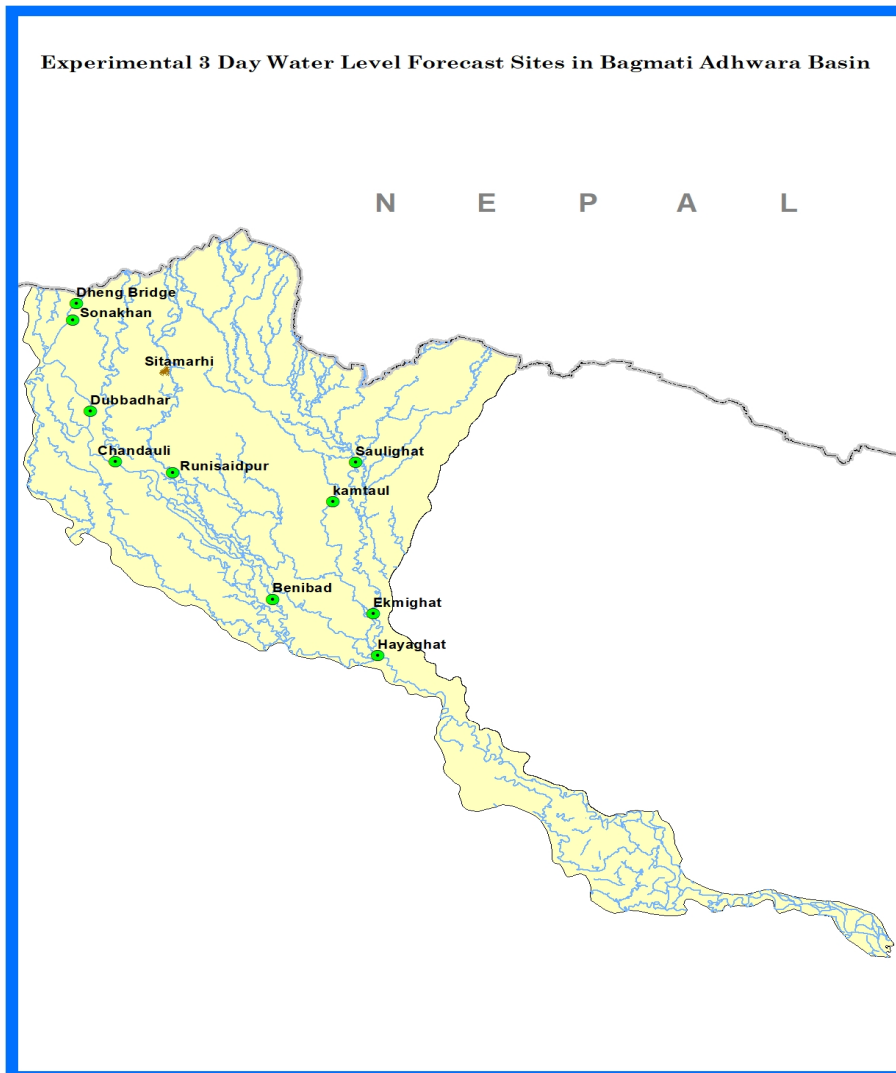 Experimental 3 Day Water Level Forecast Sites in Bagmati Adhwara Basin
N E P A L
Dheng Bridge
Sonakhan
Sitamarhi
Dubbadhar
Chandauli
Saulighat
Runisaidpur
kamtaul
Benibad
Ekmighat
Hayaghat